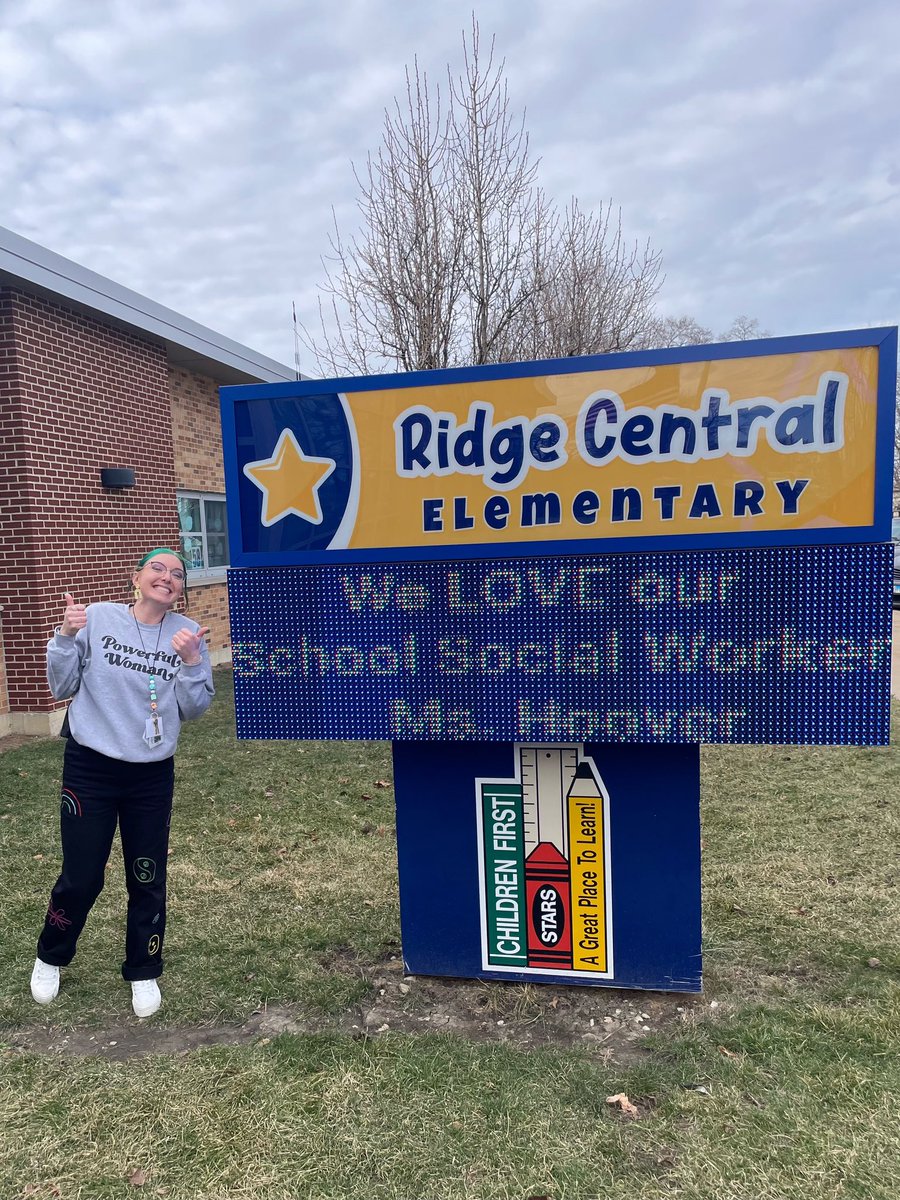 Ridge Central
ELEMENTARY
We LOVE our
School Social Worker
Ms. Hoover
Powerful
Woman
CHILDREN FIRST
STARS
A Great Place To Learn!